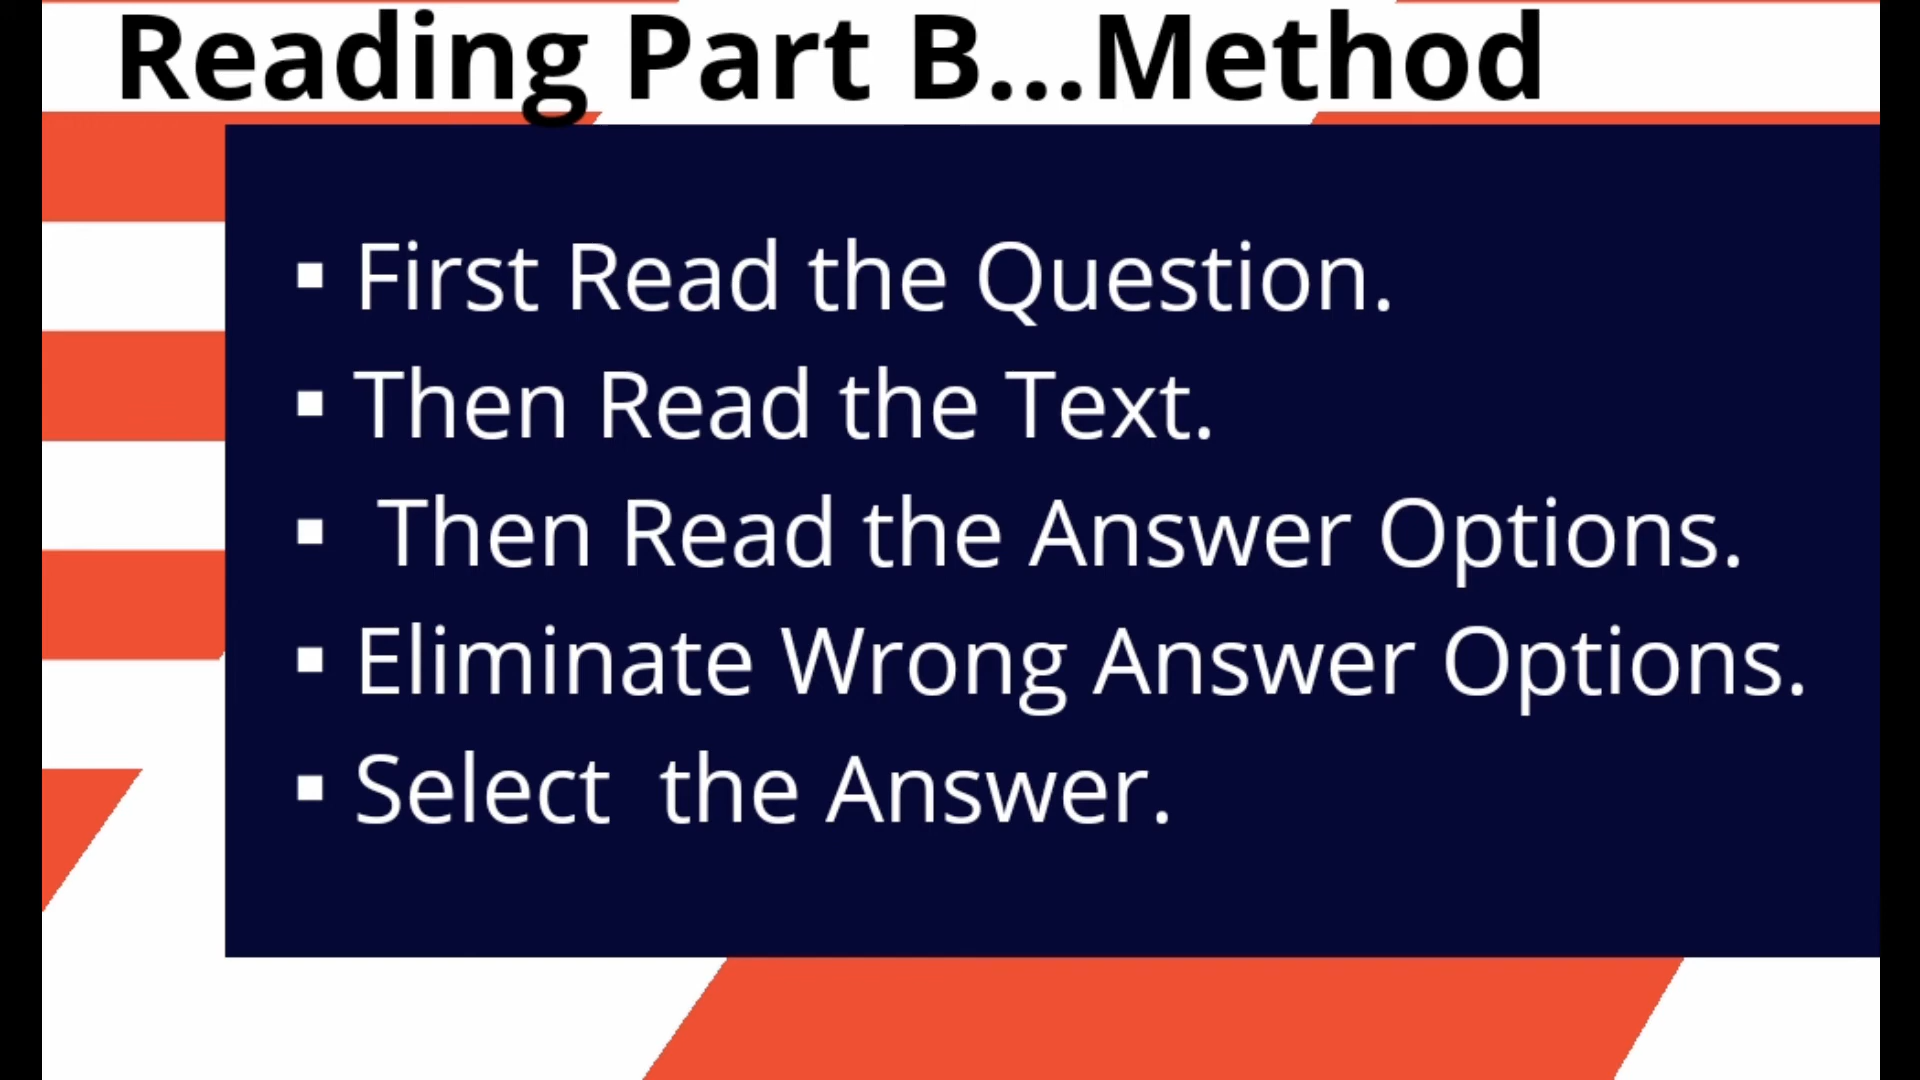 Reading Part B...Method
▪ First Read the Question.
▪ Then Read the Text.
▪ Then Read the Answer Options.
▪ Eliminate Wrong Answer Options.
▪ Select  the Answer.